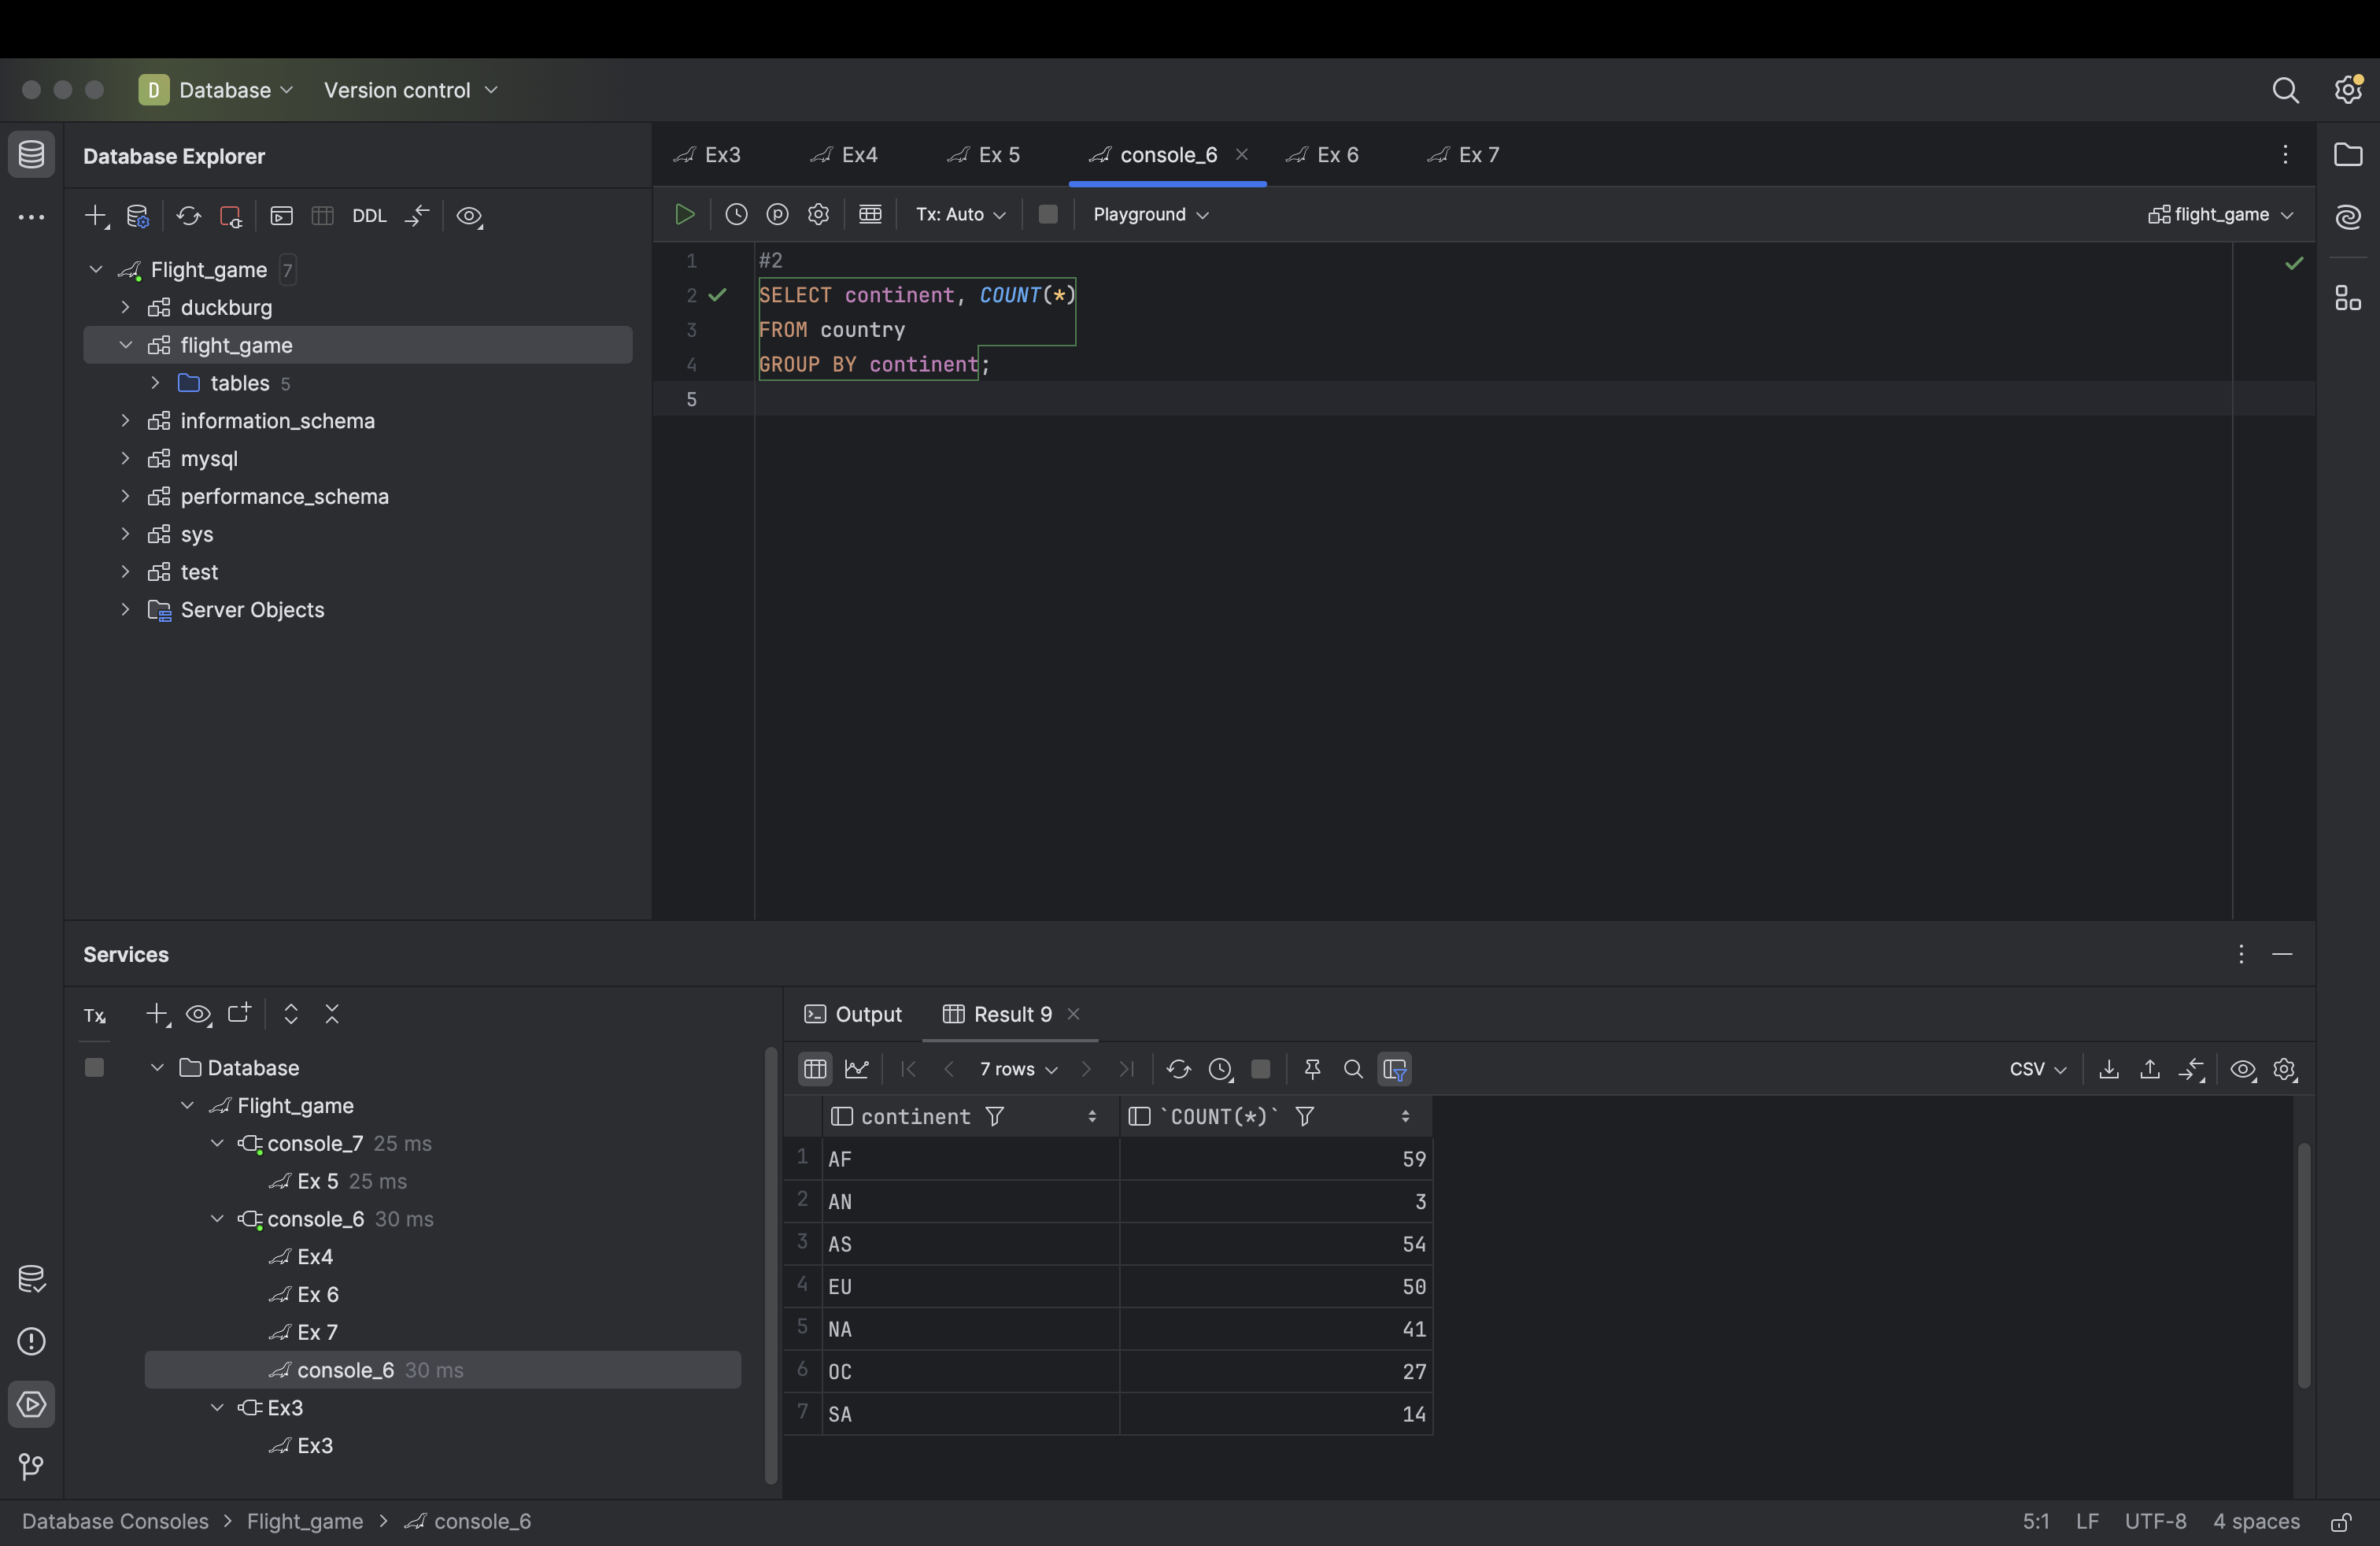 D Database Version control
Database Explorer
DDL
Flight_game 7
duckburg
flight_game
tables 5
information_schema
mysql
performance_schema
sys
test
Server Objects
Ex3 Ex4 Ex 5 console_6 Ex 6 Ex 7
Tx: Auto Playground flight_game
1 #2
2 SELECT continent, COUNT(*)
3 FROM country
4 GROUP BY continent;
5
Services
Tx
Database
Flight_game
console_7 25 ms
Ex 5 25 ms
console_6 30 ms
Ex4
Ex 6
Ex 7
console_6 30 ms
Ex3
Ex3
Output Result 9
7 rows CSV
continent `COUNT(*)`
1 AF 59
2 AN 3
3 AS 54
4 EU 50
5 NA 41
6 OC 27
7 SA 14
Database Consoles > Flight_game > console_6 5:1 LF UTF-8 4 spaces